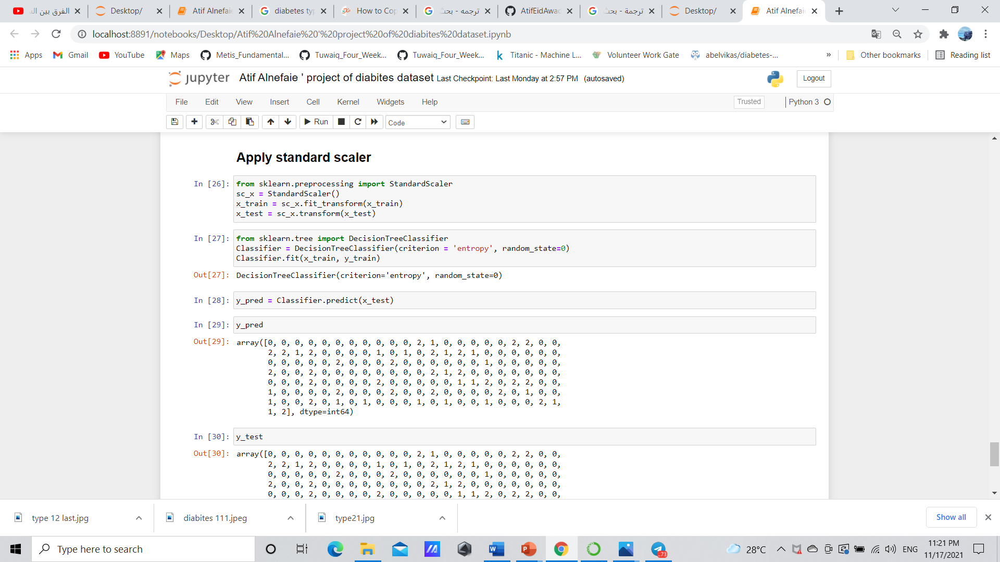 الفرق بين الد
Desktop/
Atif Alnefaie
diabetes typ
How to Cop
ترجمه - بحث
AtifEidAwad
ترجمة - بحث
Desktop/
Atif Alnefaie
localhost:8891/notebooks/Desktop/Atif%20Alnefaie%20'%20project%20of%20diabites%20dataset.ipynb
Apps
Gmail
YouTube
Maps
Metis_Fundamental...
Tuwaiq_Four_Week...
Tuwaiq_Four_Week...
Titanic - Machine L...
Volunteer Work Gate
abelvikas/diabetes-...
»
Other bookmarks
Reading list
jupyter
Atif Alnefaie ' project of diabites dataset Last Checkpoint: Last Monday at 2:57 PM (autosaved)
Logout
File Edit View Insert Cell Kernel Widgets Help
Trusted
Python 3
Run
Code
Apply standard scaler
In [26]: from sklearn.preprocessing import StandardScaler
sc_x = StandardScaler()
x_train = sc_x.fit_transform(x_train)
x_test = sc_x.transform(x_test)
In [27]: from sklearn.tree import DecisionTreeClassifier
Classifier = DecisionTreeClassifier(criterion = 'entropy', random_state=0)
Classifier.fit(x_train, y_train)
Out[27]: DecisionTreeClassifier(criterion='entropy', random_state=0)
In [28]: y_pred = Classifier.predict(x_test)
In [29]: y_pred
Out[29]: array([0, 0, 0, 0, 0, 0, 0, 0, 0, 0, 0, 2, 1, 0, 0, 0, 0, 0, 2, 2, 0, 0,
2, 2, 1, 2, 0, 0, 0, 0, 1, 0, 1, 0, 2, 1, 2, 1, 0, 0, 0, 0, 0, 0,
0, 0, 0, 0, 0, 2, 0, 0, 0, 2, 0, 0, 0, 0, 0, 0, 1, 0, 0, 0, 0, 0,
2, 0, 0, 2, 0, 0, 0, 0, 0, 0, 0, 0, 2, 1, 2, 0, 0, 0, 0, 0, 0, 0,
0, 0, 0, 2, 0, 0, 0, 0, 2, 0, 0, 0, 0, 0, 1, 1, 2, 0, 2, 2, 0, 0,
1, 0, 0, 0, 0, 2, 0, 0, 0, 2, 0, 0, 2, 0, 0, 0, 0, 2, 0, 1, 0, 0,
1, 0, 0, 2, 0, 1, 0, 1, 0, 0, 0, 1, 0, 1, 0, 0, 1, 0, 0, 0, 2, 1,
1, 2], dtype=int64)
In [30]: y_test
Out[30]: array([0, 0, 0, 0, 0, 0, 0, 0, 0, 0, 0, 2, 1, 0, 0, 0, 0, 0, 2, 2, 0, 0,
2, 2, 1, 2, 0, 0, 0, 0, 1, 0, 1, 0, 2, 1, 2, 1, 0, 0, 0, 0, 0, 0,
0, 0, 0, 0, 0, 2, 0, 0, 0, 2, 0, 0, 0, 0, 0, 0, 1, 0, 0, 0, 0, 0,
2, 0, 0, 2, 0, 0, 0, 0, 0, 0, 0, 0, 2, 1, 2, 0, 0, 0, 0, 0, 0, 0,
0, 0, 0, 2, 0, 0, 0, 0, 2, 0, 0, 0, 0, 0, 1, 1, 2, 0, 2, 2, 0, 0,
type 12 last.jpg
diabites 111.jpeg
type21.jpg
Show all
Type here to search
73
28°C
ENG
11:21 PM
11/17/2021